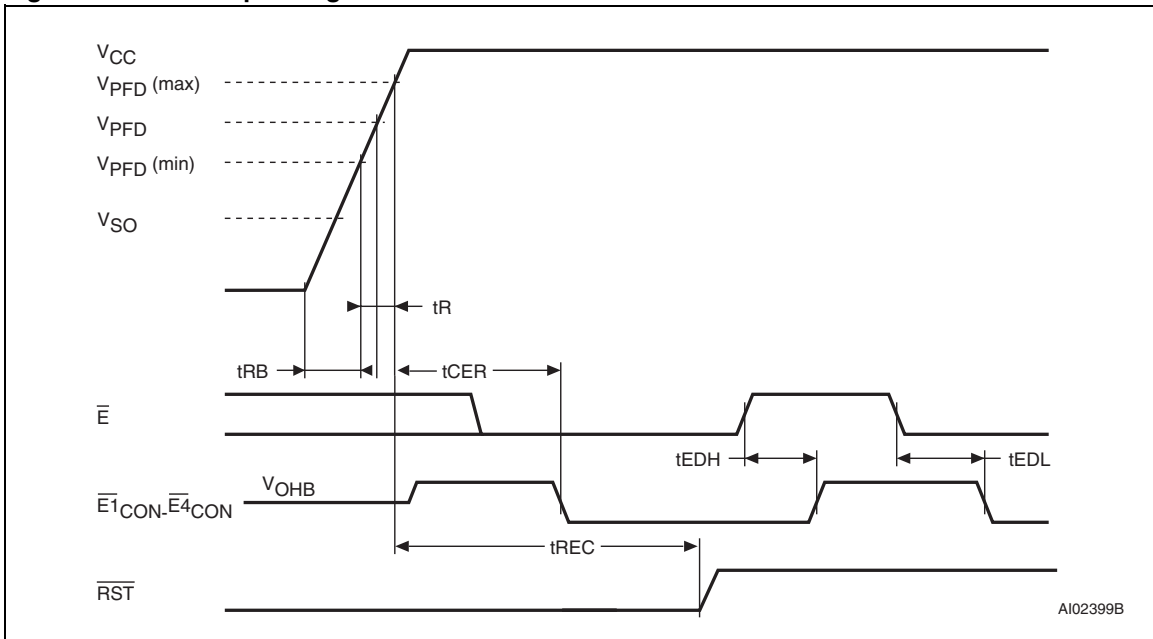 VCC
VPFD (max)
VPFD
VPFD (min)
VSO
tR
tRB
tCER
E
tEDH
tEDL
VOHB
E1CON-E4CON
tREC
RST
AI02399B